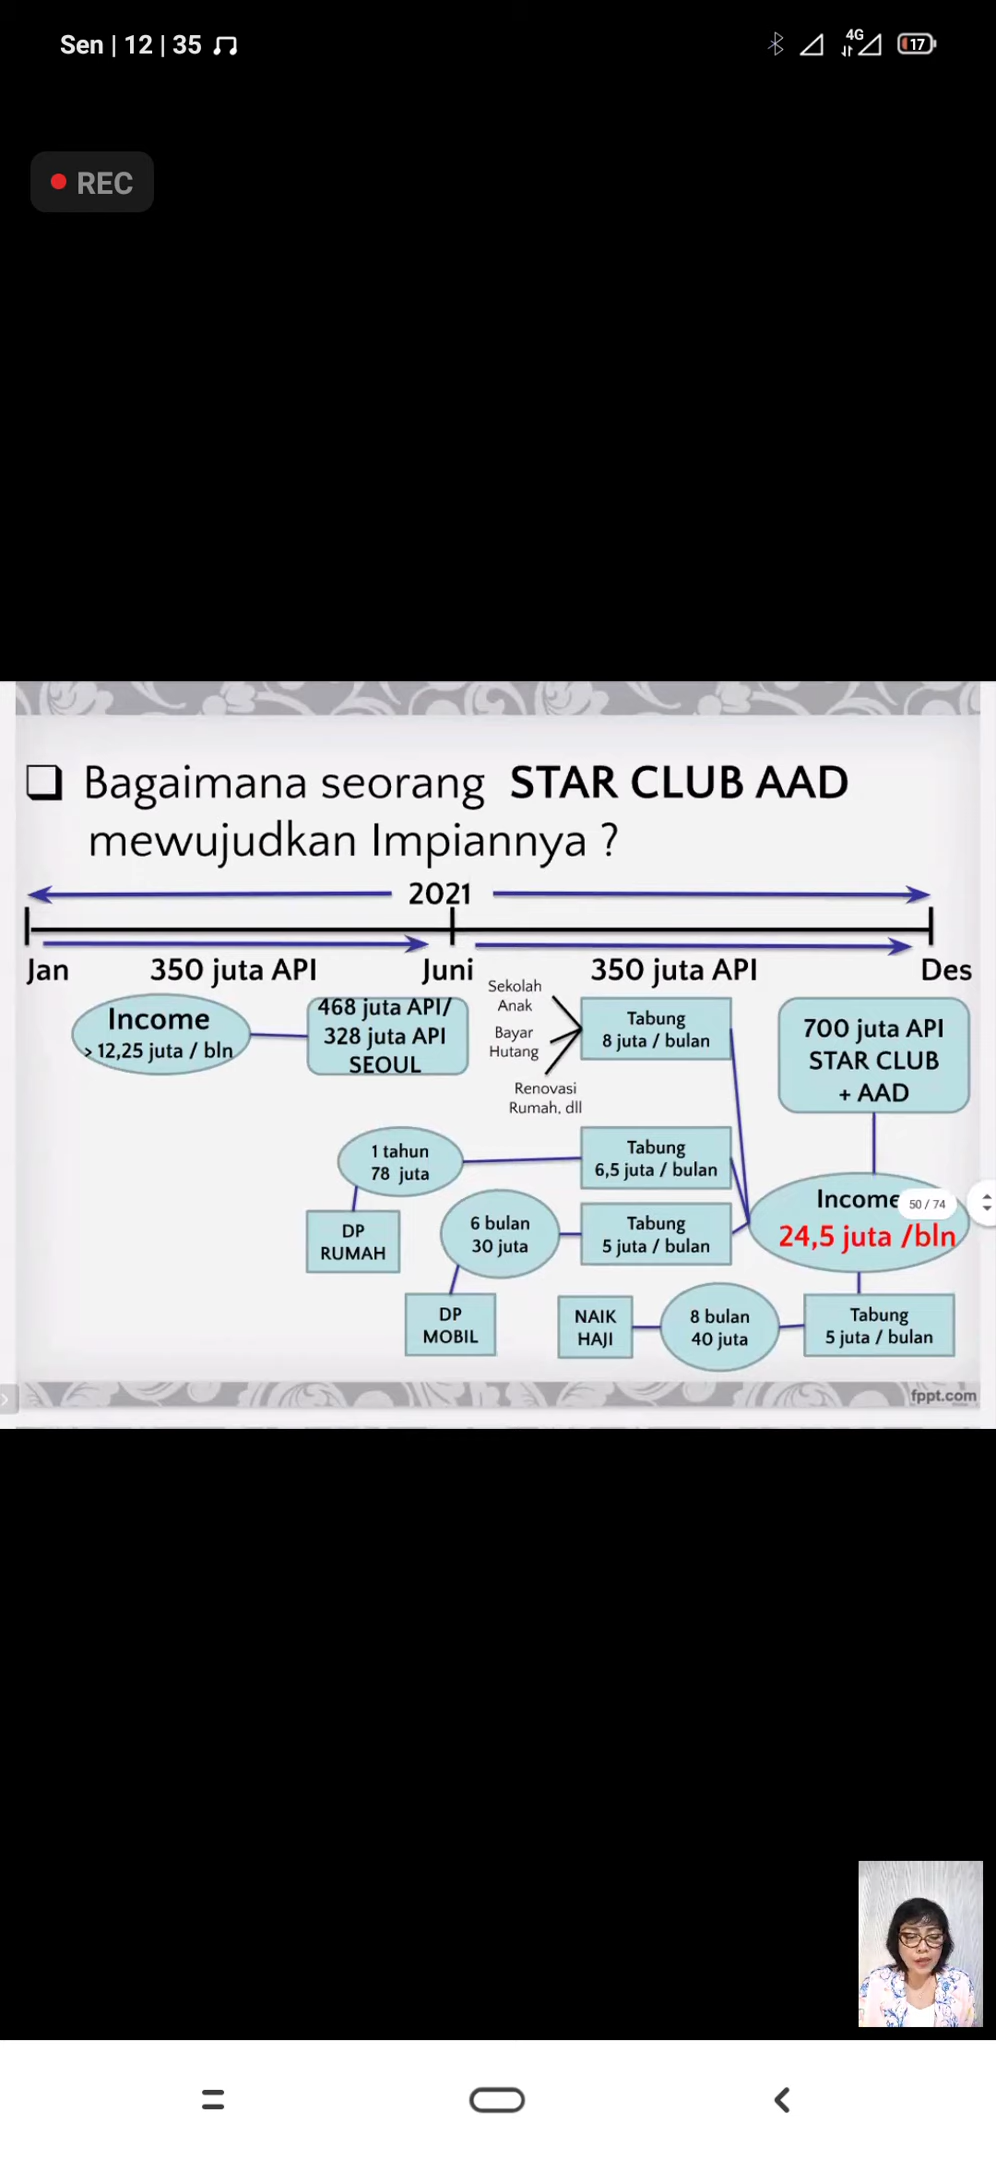 Sen | 12 | 35
4G
17
REC
❑ Bagaimana seorang STAR CLUB AAD
mewujudkan Impiannya ?
2021
Jan 350 juta API Juni 350 juta API Des
Income
> 12,25 juta / bln
468 juta API/
328 juta API
SEOUL
Sekolah
Anak
Bayar
Hutang
Renovasi
Rumah, dll
Tabung
8 juta / bulan
700 juta API
STAR CLUB
+ AAD
1 tahun
78 juta
Tabung
6,5 juta / bulan
DP
RUMAH
6 bulan
30 juta
Tabung
5 juta / bulan
Income
24,5 juta /bln
50 / 74
DP
MOBIL
NAIK
HAJI
8 bulan
40 juta
Tabung
5 juta / bulan
fppt.com